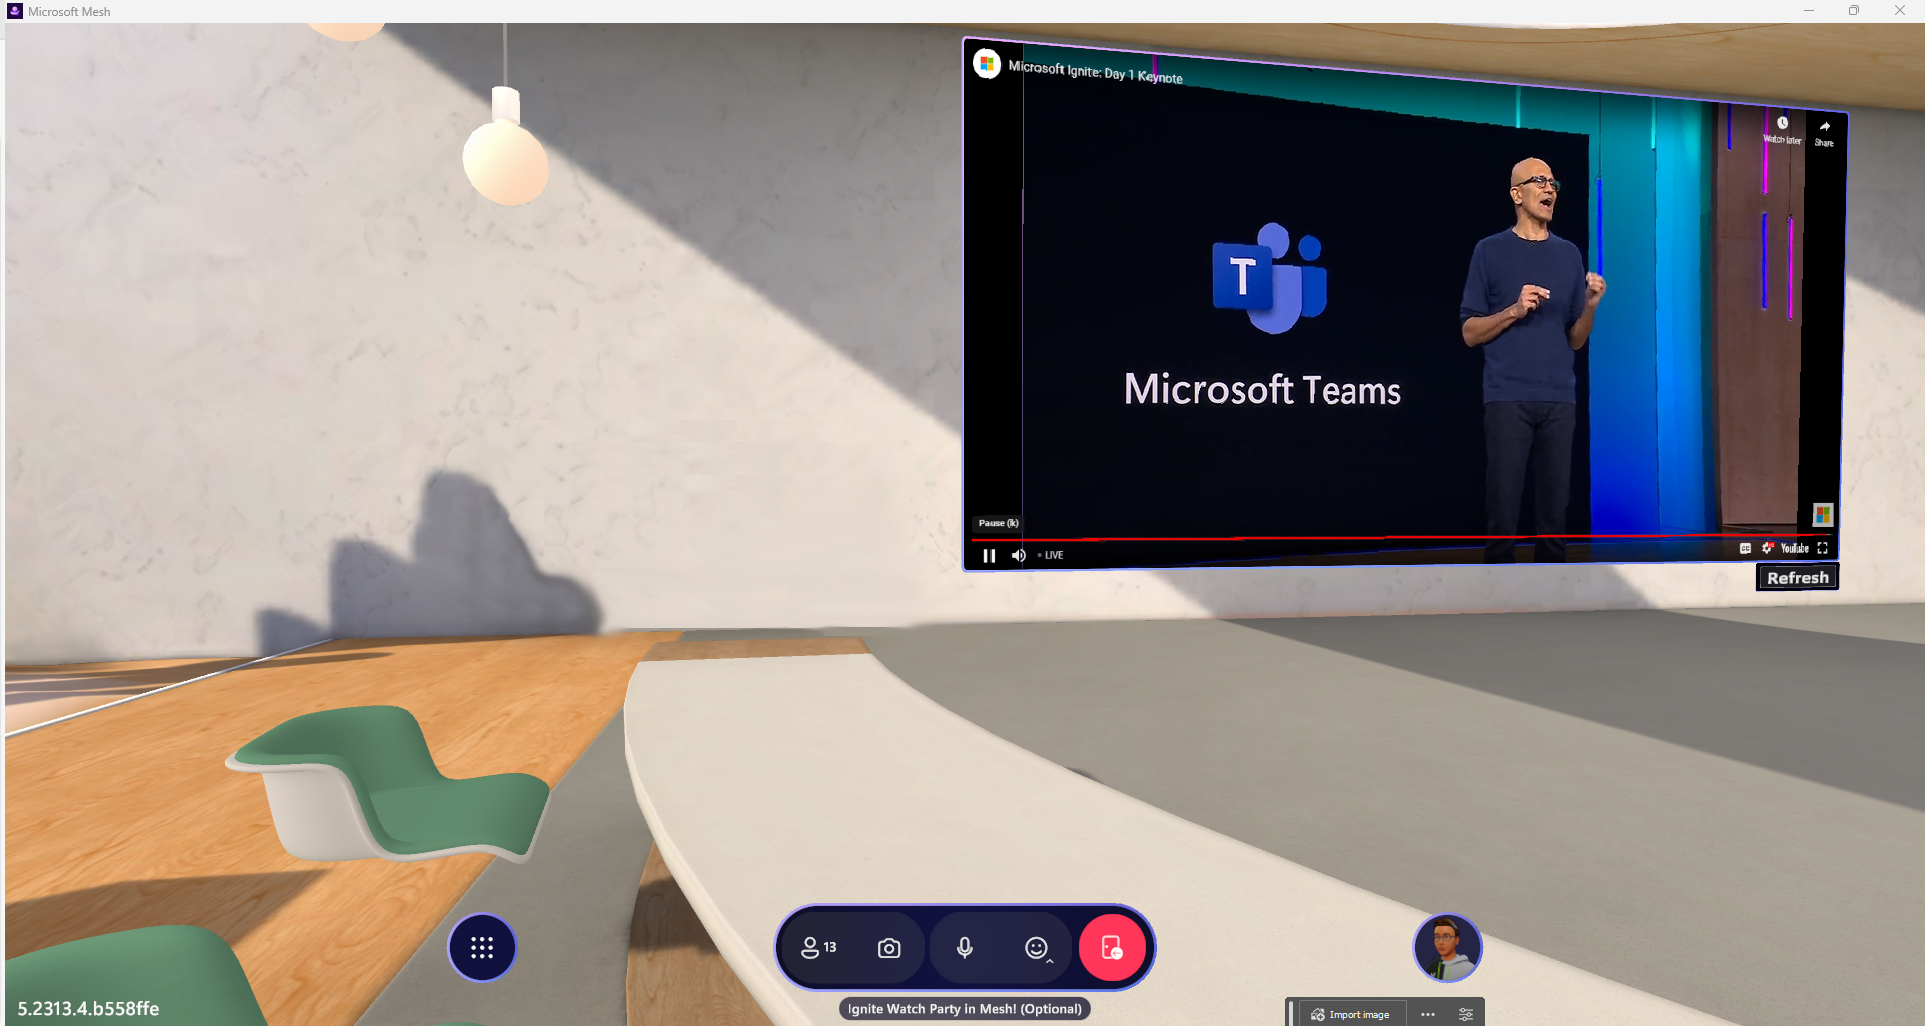 Microsoft Mesh
Microsoft Ignite: Day 1 Keynote
Watch later
Share
T
Microsoft Teams
Pause (k)
LIVE
CC
YouTube
Refresh
13
5.2313.4.b558ffe
Ignite Watch Party in Mesh! (Optional)
Import image